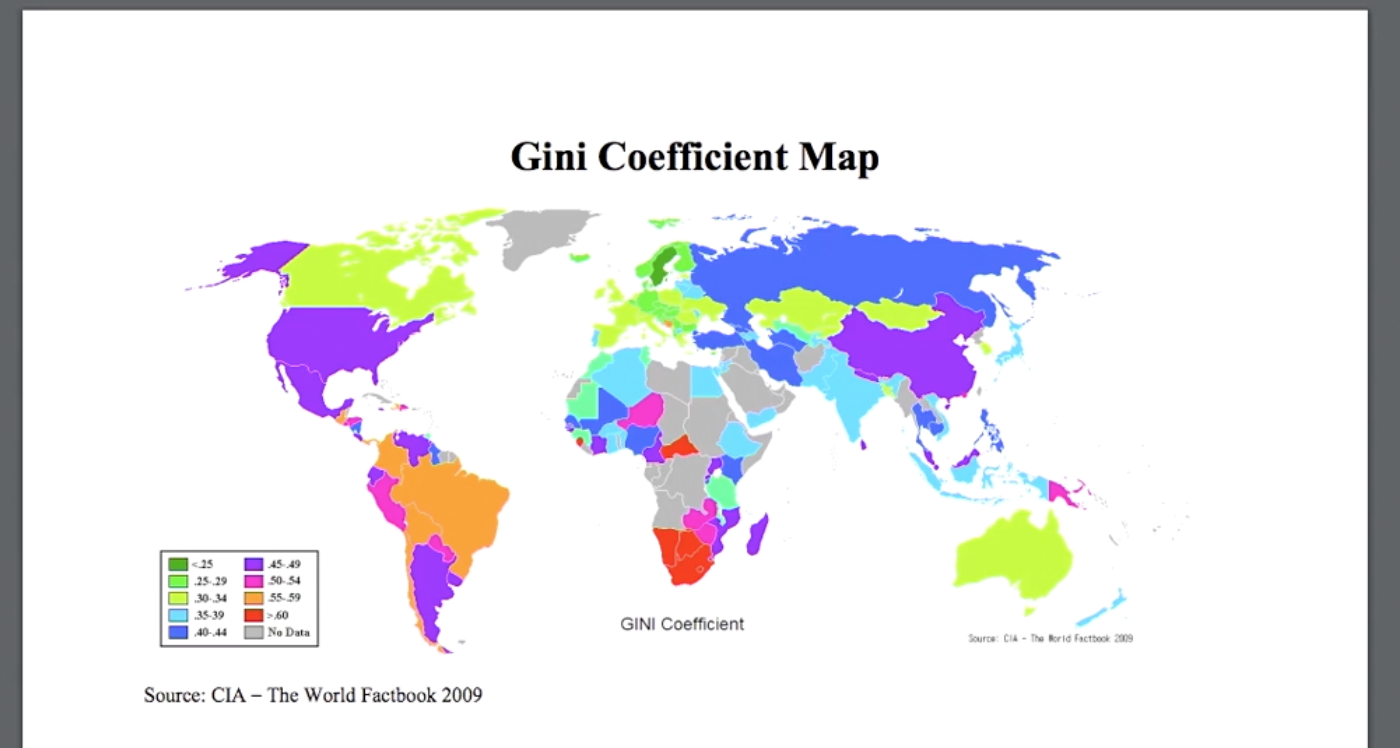 Gini Coefficient Map
<.25
.25-.29
.30-.34
.35-39
.40-.44
.45-.49
.50-.54
.55-.59
>.60
No Data
GINI Coefficient
Source: CIA - The World Factbook 2009
Source: CIA – The World Factbook 2009